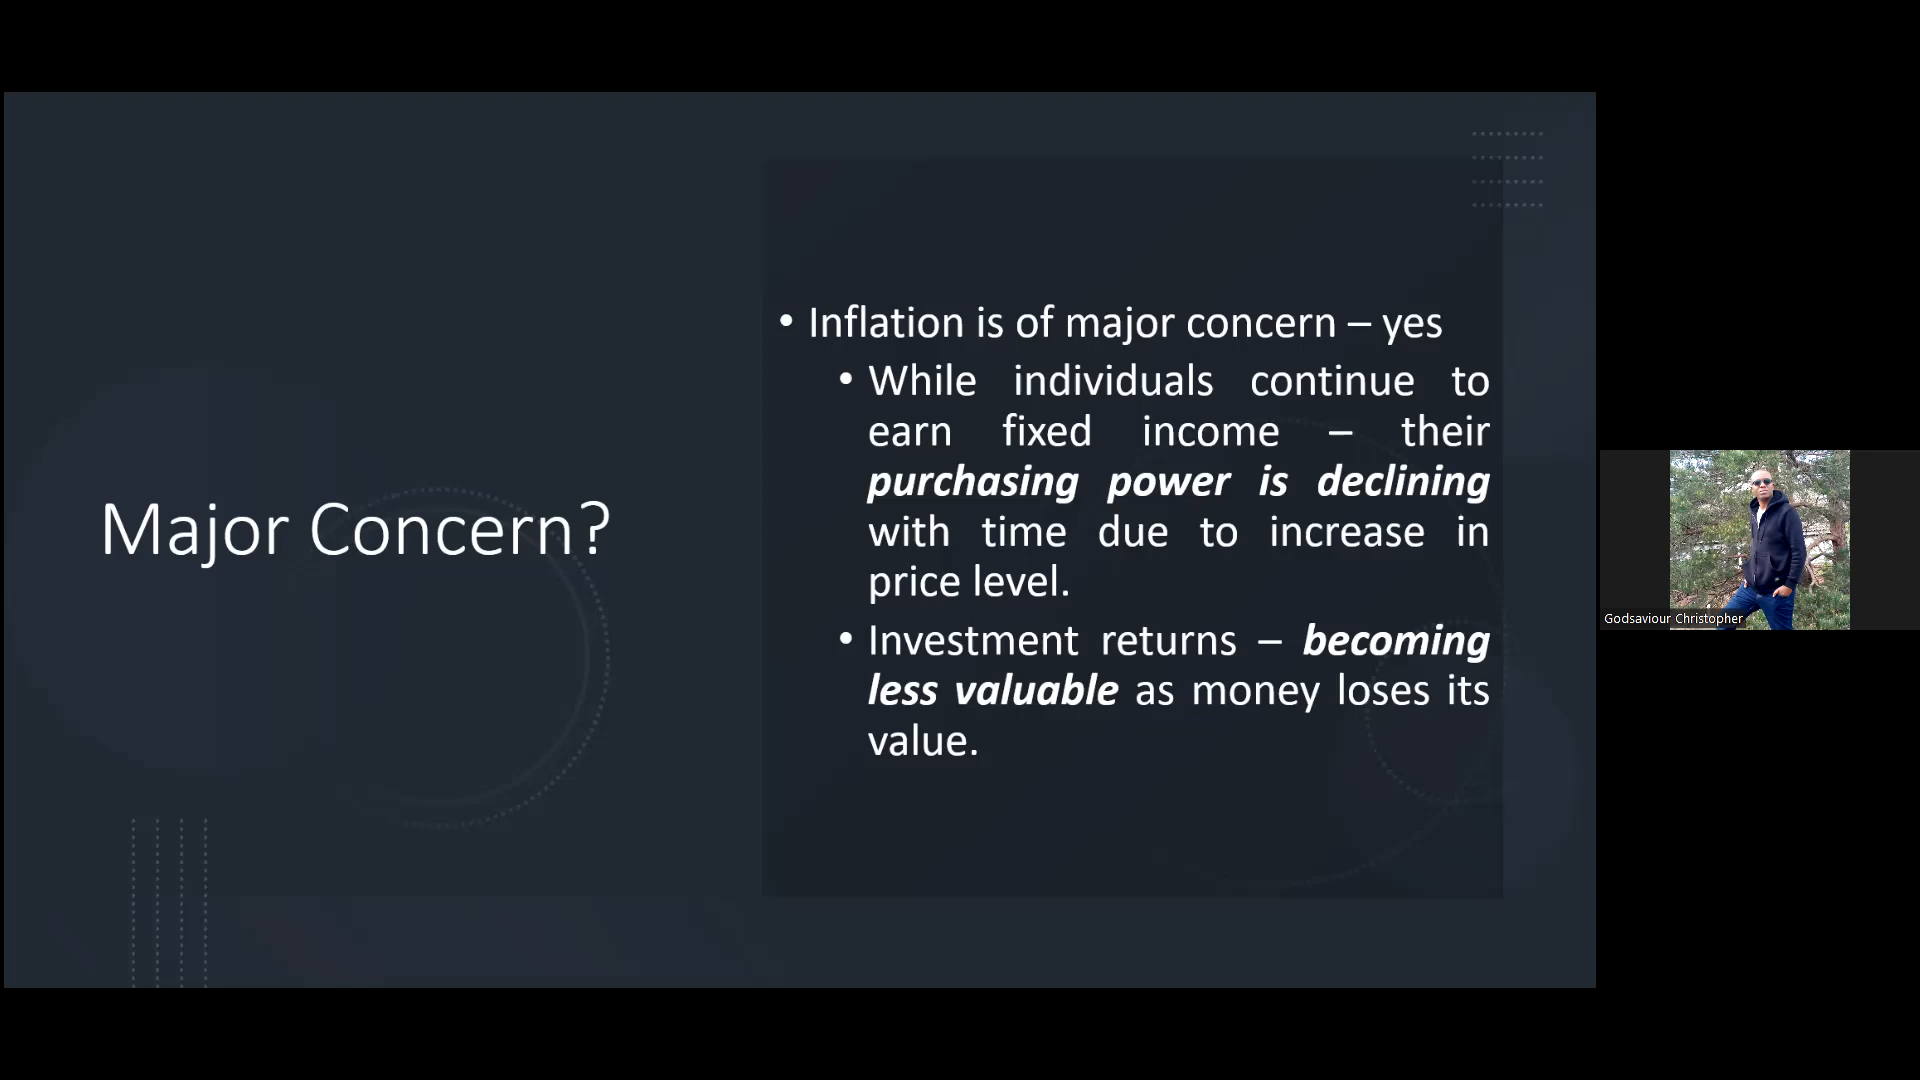 Major Concern?
• Inflation is of major concern – yes
• While individuals continue to
earn fixed income – their
purchasing power is declining
with time due to increase in
price level.
• Investment returns – becoming
less valuable as money loses its
value.
Godsaviour Christopher